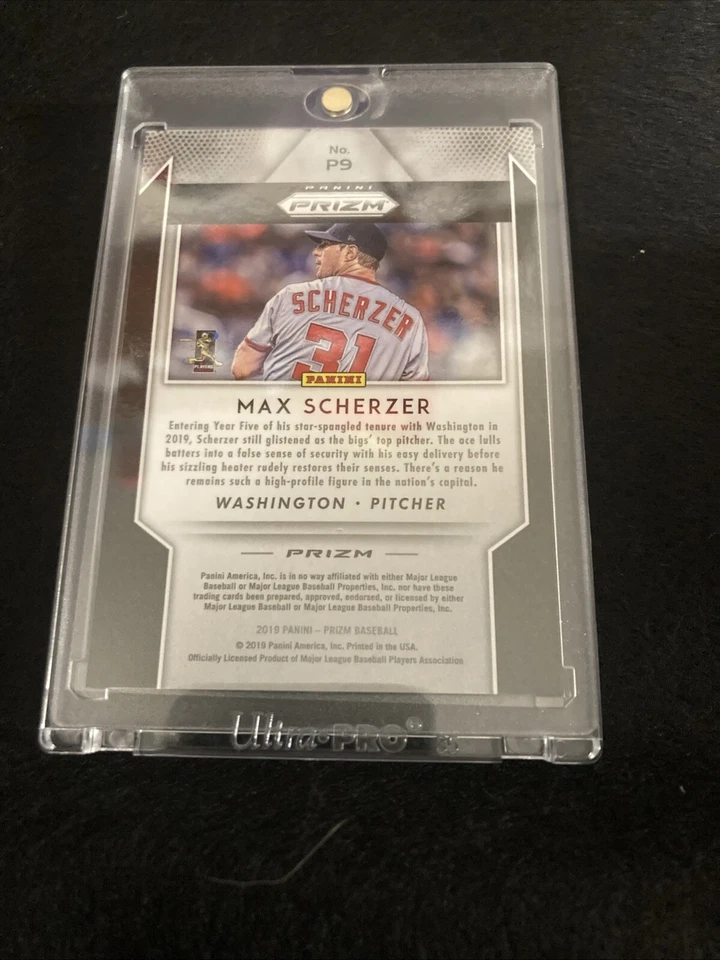 No.
P9
PANINI
PRIZM
SCHERZER
31
PLAYERS
PANINI
MAX SCHERZER
Entering Year Five of his star-spangled tenure with Washington in
2019, Scherzer still glistened as the bigs' top pitcher. The ace lulls
batters into a false sense of security with his easy delivery before
his sizzling heater rudely restores their senses. There's a reason he
remains such a high-profile figure in the nation's capital.
WASHINGTON · PITCHER
PRIZM
Panini America, Inc. is in no way affiliated with either Major League
Baseball or Major League Baseball Properties, Inc. nor have these
trading cards been prepared, approved, endorsed, or licensed by either
Major League Baseball or Major League Baseball Properties, Inc.
2019 PANINI – PRIZM BASEBALL
© 2019 Panini America, Inc. Printed in the USA.
Officially Licensed Product of Major League Baseball Players Association
Ultra·PRO®